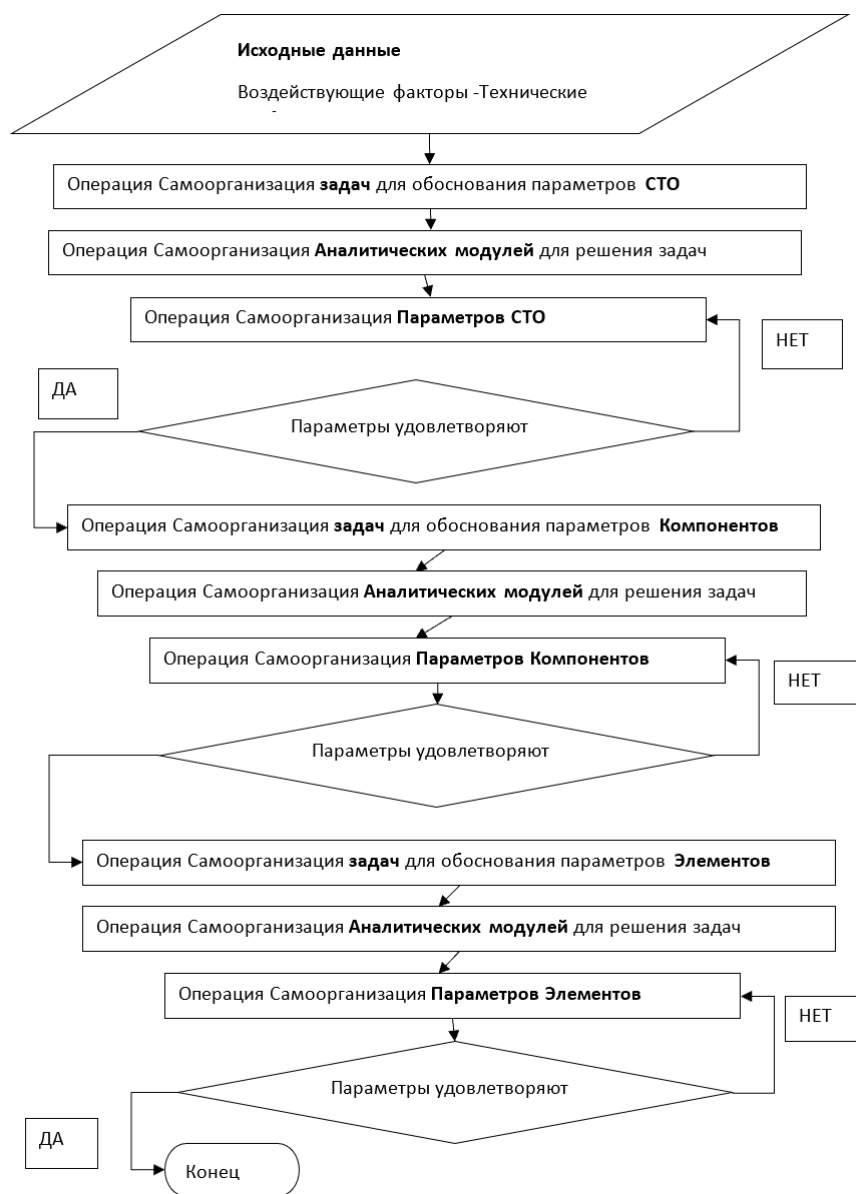 Исходные данные
Воздействующие факторы -Технические
Операция Самоорганизация задач для обоснования параметров СТО
Операция Самоорганизация Аналитических модулей для решения задач
Операция Самоорганизация Параметров СТО
НЕТ
ДА
Параметры удовлетворяют
Операция Самоорганизация задач для обоснования параметров Компонентов
Операция Самоорганизация Аналитических модулей для решения задач
Операция Самоорганизация Параметров Компонентов
НЕТ
Параметры удовлетворяют
Операция Самоорганизация задач для обоснования параметров Элементов
Операция Самоорганизация Аналитических модулей для решения задач
Операция Самоорганизация Параметров Элементов
НЕТ
Параметры удовлетворяют
ДА
Конец